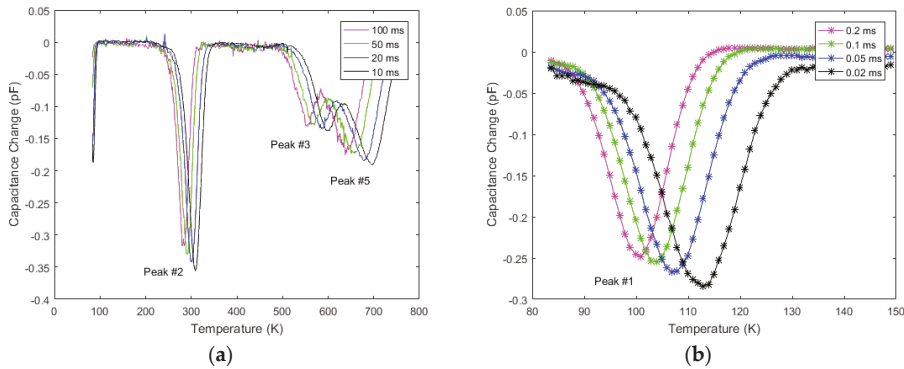 0.05
0
-0.05
-0.1
-0.15
-0.2
-0.25
-0.3
-0.35
-0.4
Capacitance Change (pF)
100 ms
50 ms
20 ms
10 ms
Peak #3
Peak #5
Peak #2
0 100 200 300 400 500 600 700 800
Temperature (K)
(a)
0.05
0
-0.05
-0.1
-0.15
-0.2
-0.25
-0.3
Capacitance Change (pF)
0.2 ms
0.1 ms
0.05 ms
0.02 ms
Peak #1
80 90 100 110 120 130 140 150
Temperature (K)
(b)